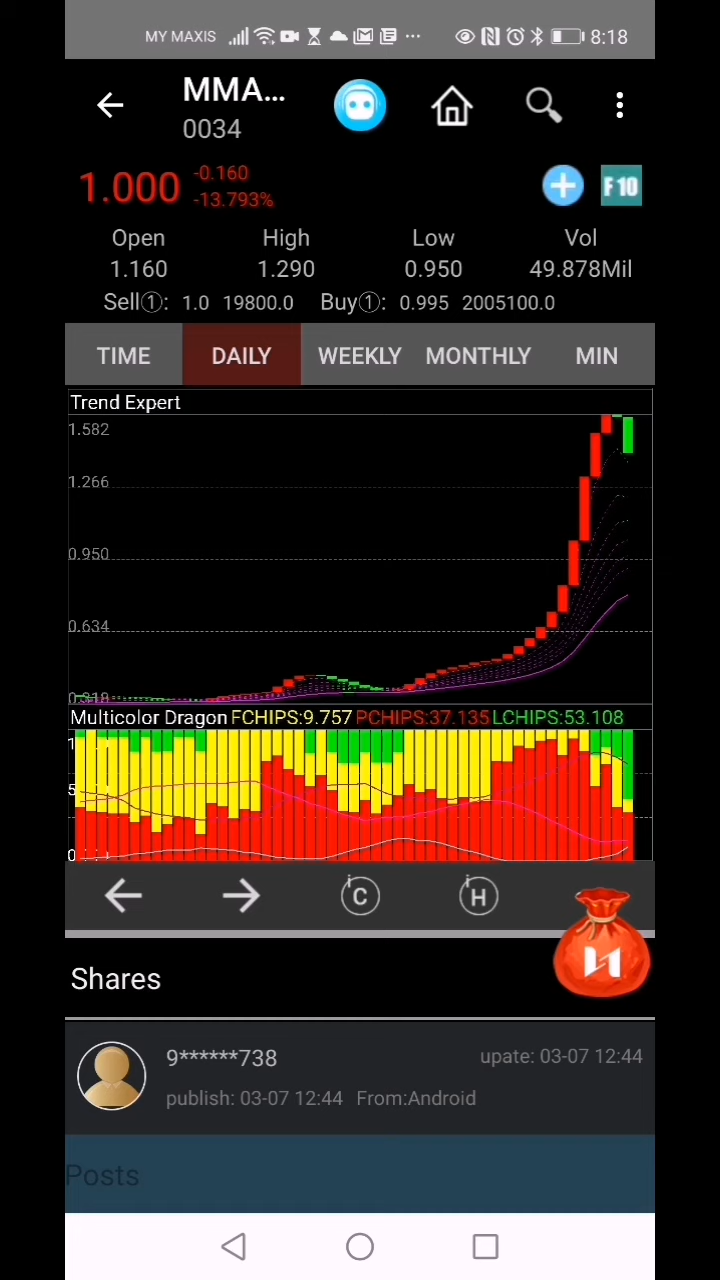 MY MAXIS ... 8:18
MMA...
0034
1.000 -0.160
-13.793%
F10
Open High Low Vol
1.160 1.290 0.950 49.878Mil
Sell①: 1.0 19800.0 Buy①: 0.995 2005100.0
TIME DAILY WEEKLY MONTHLY MIN
Trend Expert
1.582
1.266
0.950
0.634
0.318
Multicolor Dragon FCHIPS:9.757 PCHIPS:37.135 LCHIPS:53.108
C H
Shares
9******738 upate: 03-07 12:44
publish: 03-07 12:44 From:Android
Posts